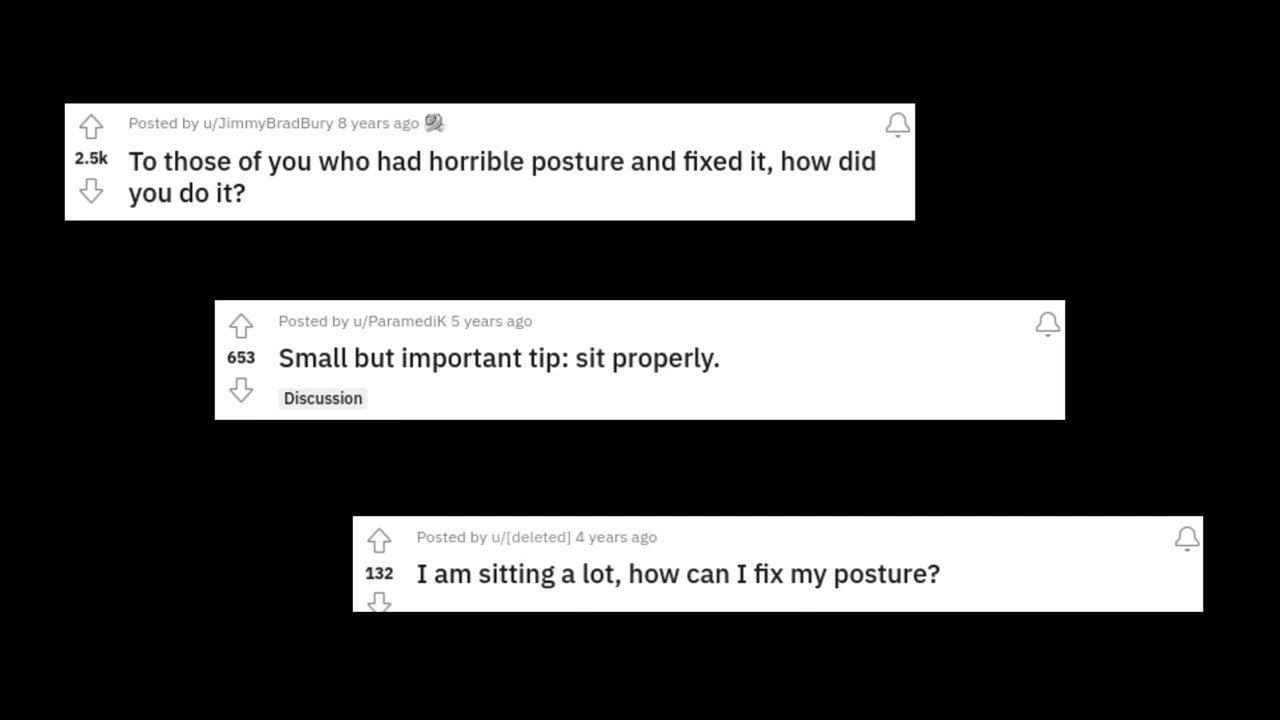 Posted by u/JimmyBradBury 8 years ago
2.5k
To those of you who had horrible posture and fixed it, how did
you do it?
Posted by u/ParamediK 5 years ago
653
Small but important tip: sit properly.
Discussion
Posted by u/[deleted] 4 years ago
132
I am sitting a lot, how can I fix my posture?